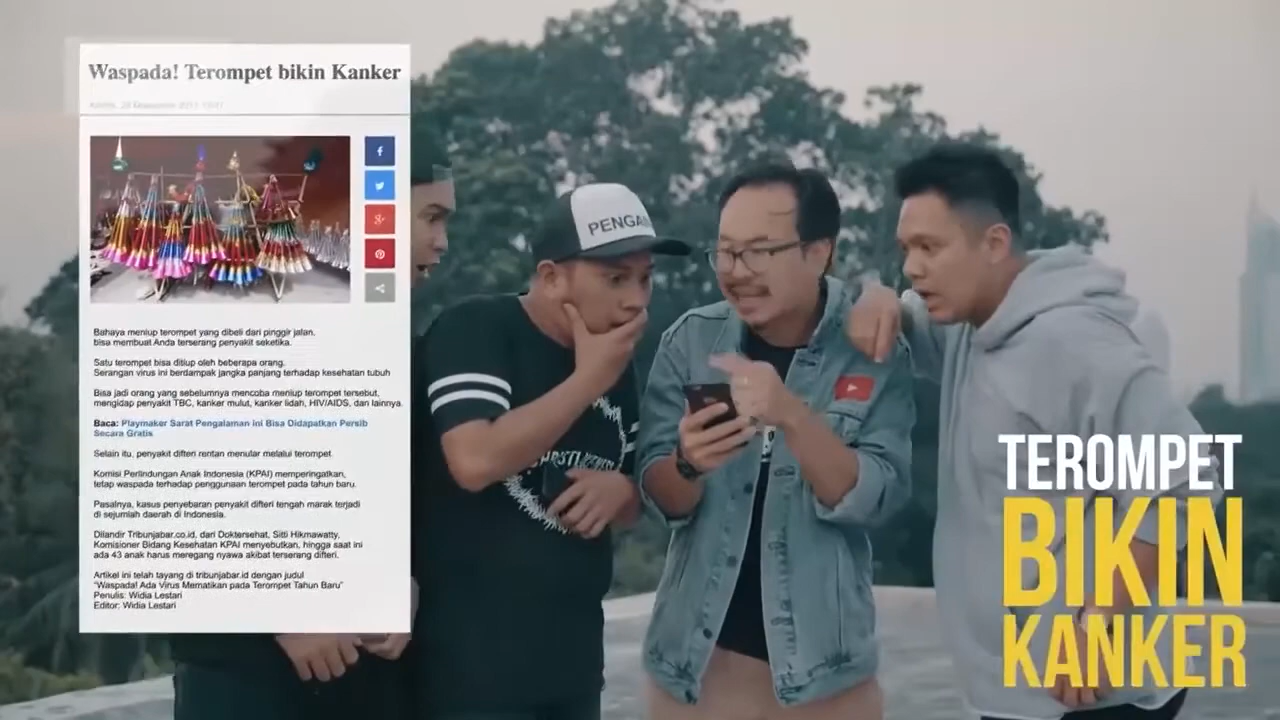 Waspada! Terompet bikin Kanker
Bahaya meniup terompet yang dibeli dari pinggir jalan,
bisa membuat Anda terserang penyakit seketika.
Satu terompet bisa ditiup oleh beberapa orang.
Serangan virus ini berdampak jangka panjang terhadap kesehatan tubuh
Bisa jadi orang yang sebelumnya mencoba meniup terompet tersebut,
mengidap penyakit TBC, kanker mulut, kanker lidah, HIV/AIDS, dan lainnya.
Baca: Playmaker Sarat Pengalaman ini Bisa Didapatkan Persib
Secara Gratis
Selain itu, penyakit difteri rentan menular melalui terompet
Komisi Perlindungan Anak Indonesia (KPAI) memperingatkan,
tetap waspada terhadap penggunaan terompet pada tahun baru.
Pasalnya, kasus penyebaran penyakit difteri tengah marak terjadi
di sejumlah daerah di Indonesia.
Dilandir Tribunjabar.co.id, dari Doktersehat, Sitti Hikmawatty,
Komisioner Bidang Kesehatan KPAI menyebutkan, hingga saat ini
ada 43 anak harus meregang nyawa akibat terserang difteri.
Artikel ini telah tayang di tribunjabar.id dengan judul
"Waspada! Ada Virus Mematikan pada Terompet Tahun Baru"
Penulis: Widia Lestari
Editor: Widia Lestari
PENGAN
TEROMPET
BIKIN
KANKER